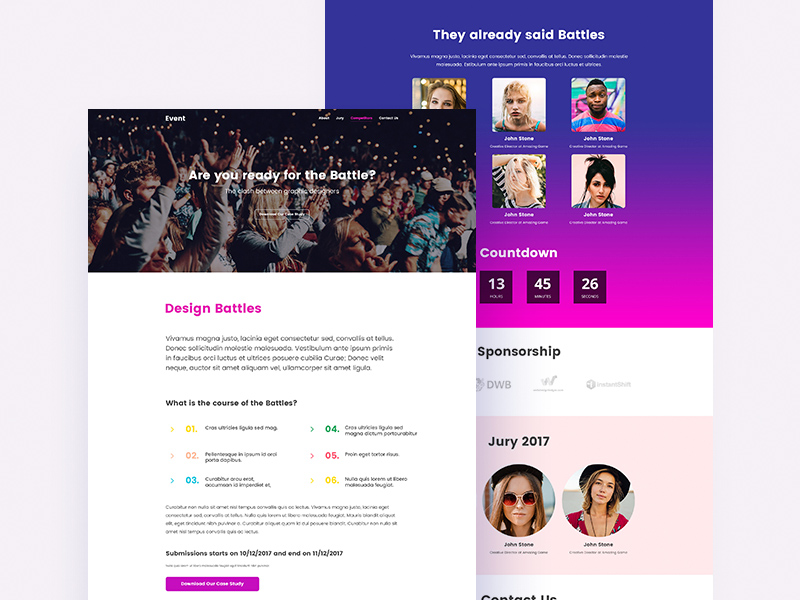 They already said Battles
Vivamus magna justo, lacinia eget consectetur sed, convallis at tellus. Donec sollicitudin molestie
malesuada. Estibulum ante ipsum primis in faucibus orci luctus et ultrices
John Stone
Creative Director at Amazing Game
John Stone
Creative Director at Amazing Game
John Stone
Creative Director at Amazing Game
John Stone
Creative Director at Amazing Game
Countdown
13
HOURS
45
MINUTES
26
SECONDS
Sponsorship
DWB
InstantShift
Jury 2017
John Stone
Creative Director at Amazing Game
John Stone
Creative Director at Amazing Game
Contact Us
Event
About
Jury
Competitors
Contact Us
Are you ready for the Battle?
The clash between graphic designers
Download Our Case Study
Design Battles
Vivamus magna justo, lacinia eget consectetur sed, convallis at tellus.
Donec sollicitudin molestie malesuada. Vestibulum ante ipsum primis
in faucibus orci luctus et ultrices posuere cubilia Curae; Donec velit
neque, auctor sit amet aliquam vel, ullamcorper sit amet ligula.
What is the course of the Battles?
01. Cras ultricies ligula sed mag.
02. Pellentesque in ipsum id orci
porta dapibus.
03. Curabitur arcu erat,
accumsan id imperdiet et,
04. Cras ultricies ligula sed
magna dictum portourabitur
05. Proin eget tortor risus.
06. Nulla quis lorem ut libero
malesuada feugiat.
Curabitur non nulla sit amet nisl tempus convallis quis ac lectus. Vivamus magna justo, lacinia eget
consectetur sed, convallis at tellus. Nulla quis lorem ut libero malesuada feugiat. Mauris blandit aliquet
elit, eget tincidunt nibh pulvinar a. Curabitur aliquet quam id dui posuere blandit. Curabitur non nulla sit
amet nisl tempus convallis quis ac lectus.
Submissions starts on 10/12/2017 and end on 11/12/2017
Download Our Case Study